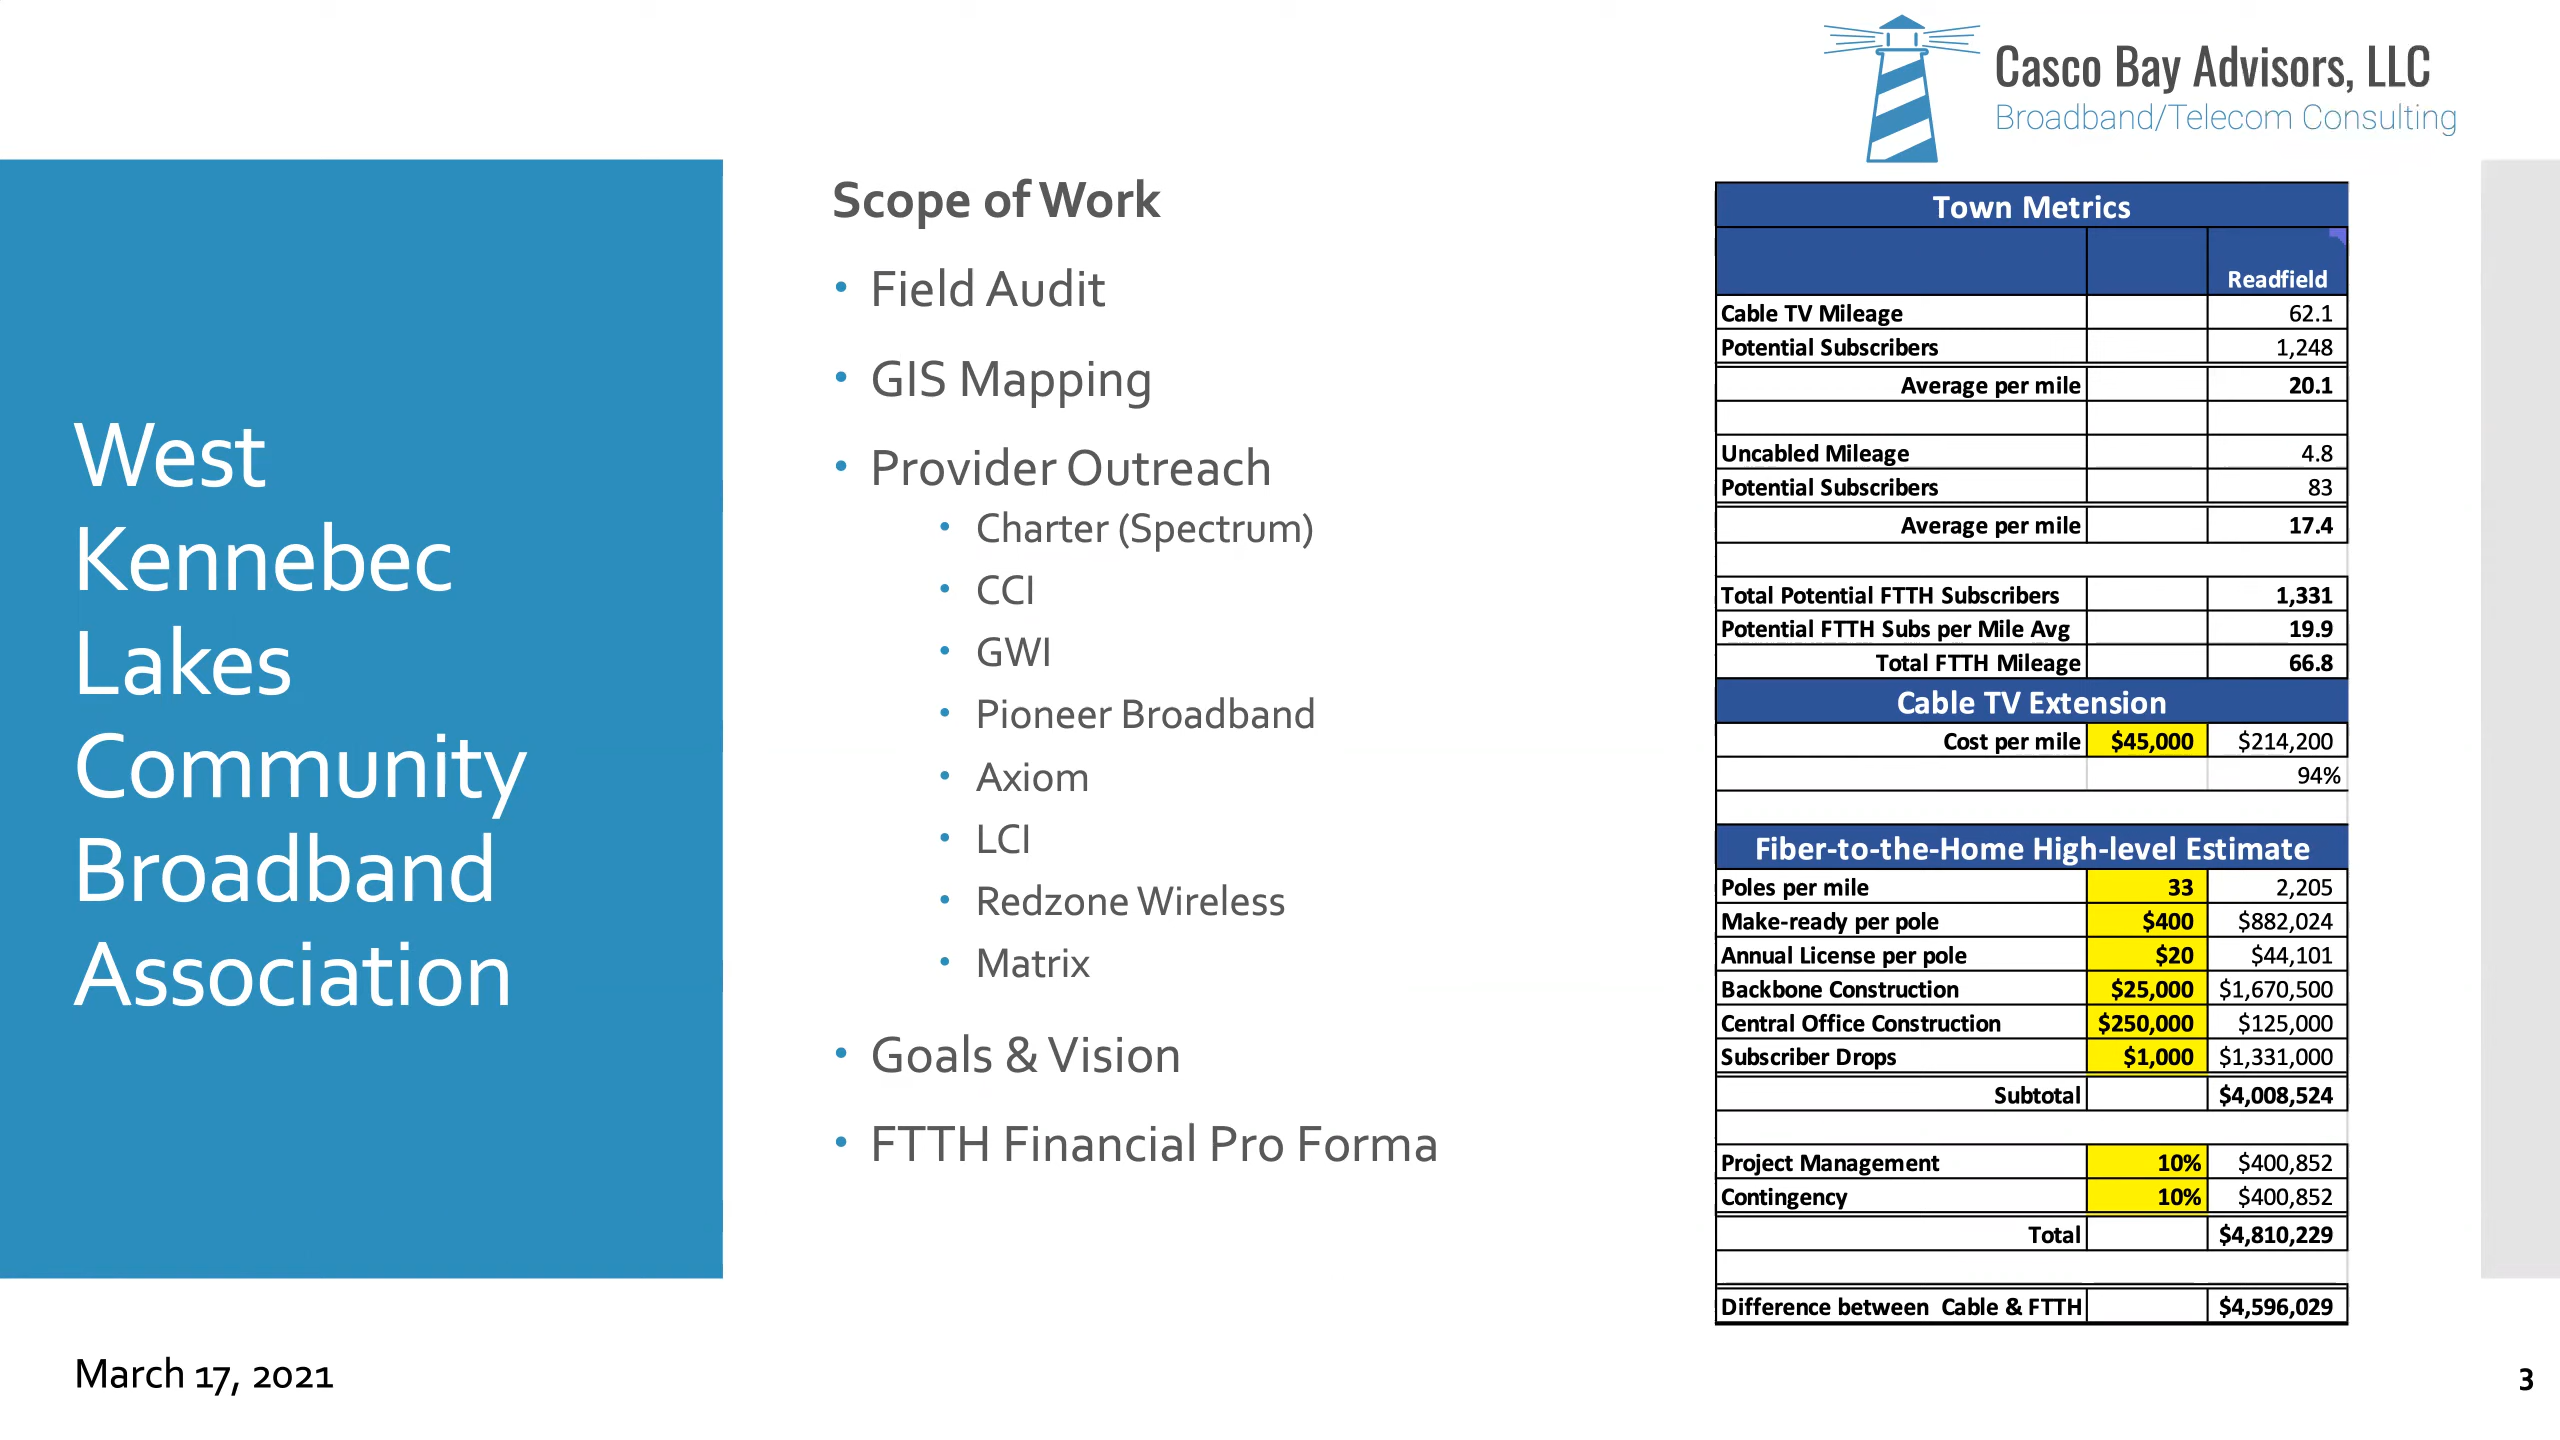 Casco Bay Advisors, LLC
Broadband/Telecom Consulting
West
Kennebec
Lakes
Community
Broadband
Association
Scope of Work
• Field Audit
• GIS Mapping
• Provider Outreach
• Charter (Spectrum)
• CCI
• GWI
• Pioneer Broadband
• Axiom
• LCI
• Redzone Wireless
• Matrix
• Goals & Vision
• FTTH Financial Pro Forma
Town Metrics
Readfield
Cable TV Mileage 62.1
Potential Subscribers 1,248
Average per mile 20.1
Uncabled Mileage 4.8
Potential Subscribers 83
Average per mile 17.4
Total Potential FTTH Subscribers 1,331
Potential FTTH Subs per Mile Avg 19.9
Total FTTH Mileage 66.8
Cable TV Extension
Cost per mile $45,000 $214,200
94%
Fiber-to-the-Home High-level Estimate
Poles per mile 33 2,205
Make-ready per pole $400 $882,024
Annual License per pole $20 $44,101
Backbone Construction $25,000 $1,670,500
Central Office Construction $250,000 $125,000
Subscriber Drops $1,000 $1,331,000
Subtotal $4,008,524
Project Management 10% $400,852
Contingency 10% $400,852
Total $4,810,229
Difference between Cable & FTTH $4,596,029
March 17, 2021
3